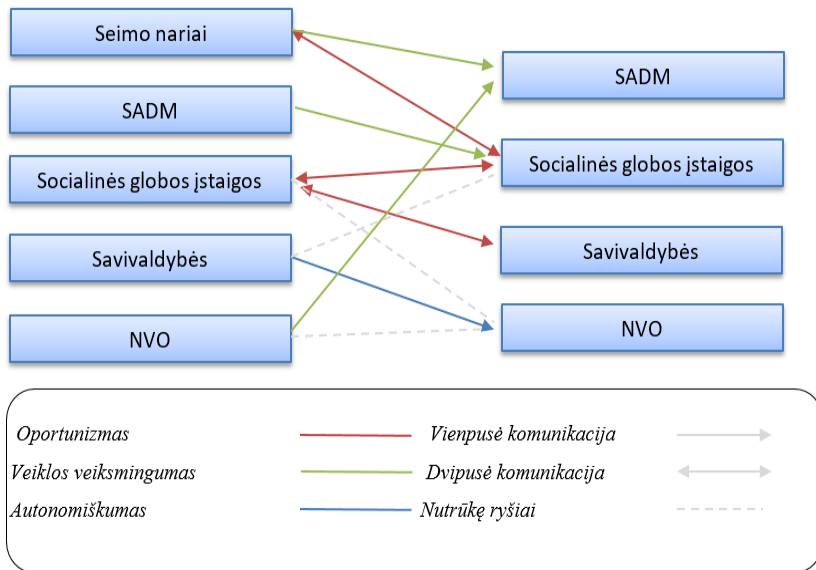 Seimo nariai
SADM
Socialinės globos įstaigos
Savivaldybės
NVO
SADM
Socialinės globos įstaigos
Savivaldybės
NVO
Oportunizmas
Vienpusė komunikacija
Veiklos veiksmingumas
Dvipusė komunikacija
Autonomiškumas
Nutrūkę ryšiai